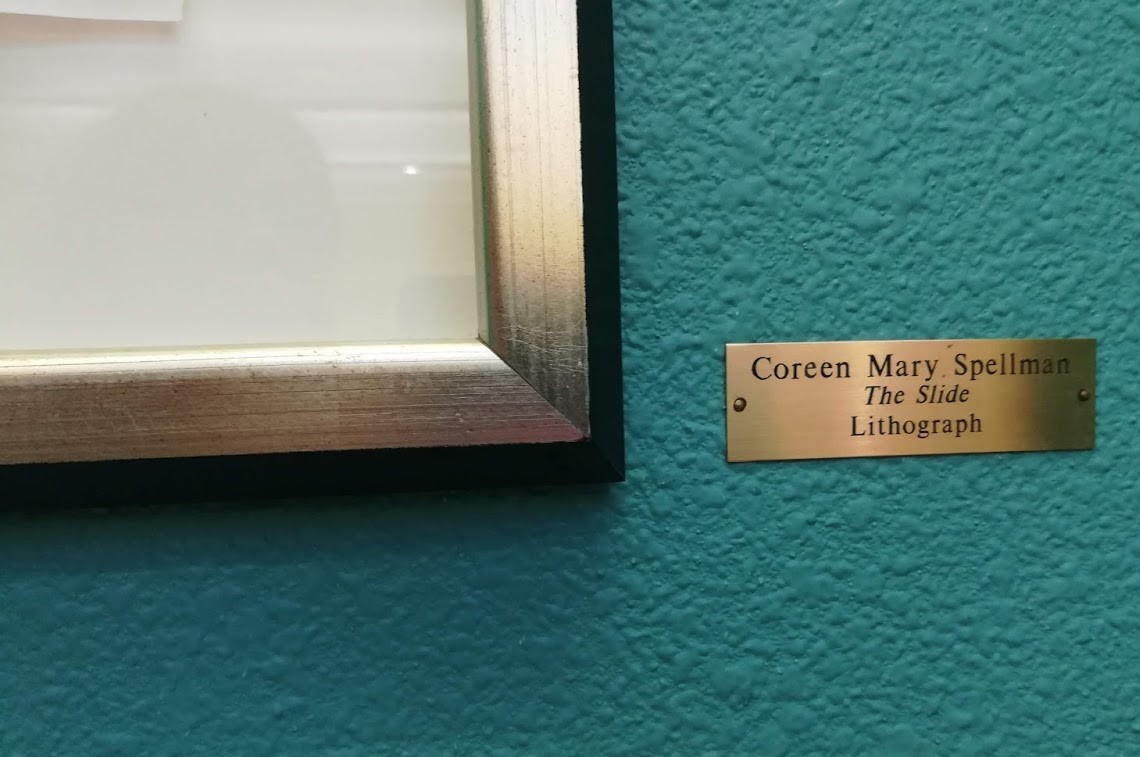 Coreen Mary Spellman
The Slide
Lithograph